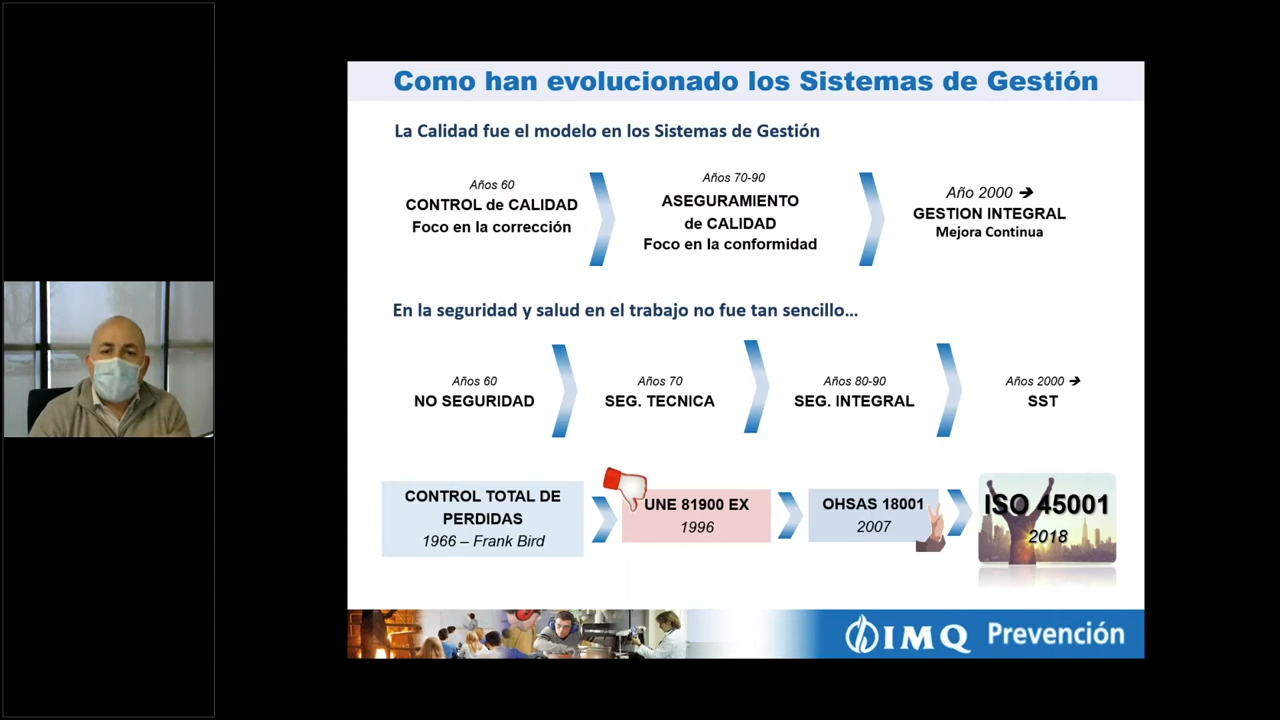 Como han evolucionado los Sistemas de Gestión
La Calidad fue el modelo en los Sistemas de Gestión
Años 60
CONTROL de CALIDAD
Foco en la corrección
Años 70-90
ASEGURAMIENTO
de CALIDAD
Foco en la conformidad
Año 2000 →
GESTION INTEGRAL
Mejora Continua
En la seguridad y salud en el trabajo no fue tan sencillo...
Años 60
NO SEGURIDAD
Años 70
SEG. TECNICA
Años 80-90
SEG. INTEGRAL
Años 2000 →
SST
CONTROL TOTAL DE
PERDIDAS
1966 – Frank Bird
UNE 81900 EX
1996
OHSAS 18001
2007
ISO 45001
2018
IMQ Prevención